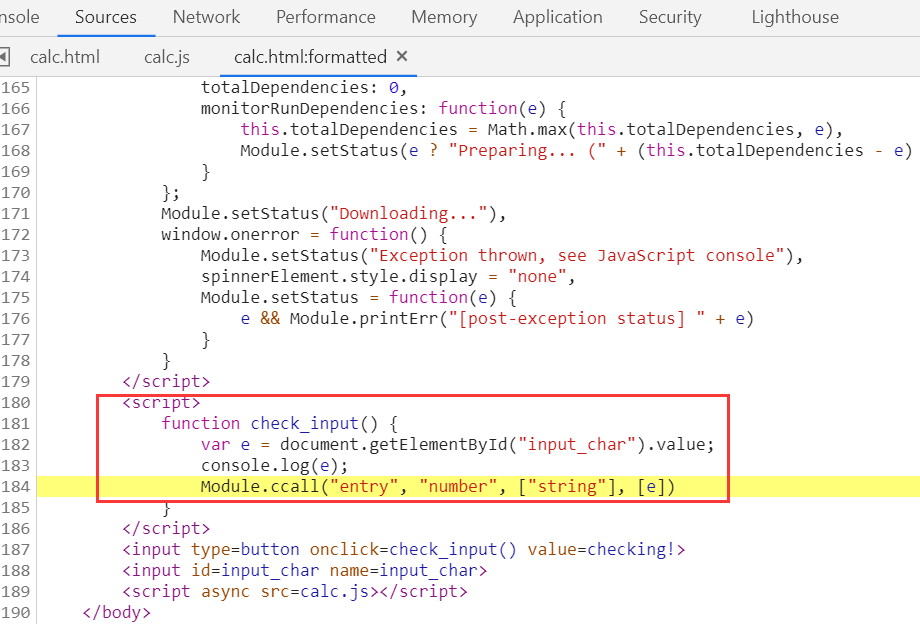 nsole Sources Network Performance Memory Application Security Lighthouse
calc.html calc.js calc.html:formatted ×
165 totalDependencies: 0,
166 monitorRunDependencies: function(e) {
167 this.totalDependencies = Math.max(this.totalDependencies, e),
168 Module.setStatus(e ? "Preparing... (" + (this.totalDependencies - e)
169 }
170 };
171 Module.setStatus("Downloading..."),
172 window.onerror = function() {
173 Module.setStatus("Exception thrown, see JavaScript console"),
174 spinnerElement.style.display = "none",
175 Module.setStatus = function(e) {
176 e && Module.printErr("[post-exception status] " + e)
177 }
178 }
179 </script>
180 <script>
181 function check_input() {
182 var e = document.getElementById("input_char").value;
183 console.log(e);
184 Module.ccall("entry", "number", ["string"], [e])
185 }
186 </script>
187 <input type=button onclick=check_input() value=checking!>
188 <input id=input_char name=input_char>
189 <script async src=calc.js></script>
190 </body>